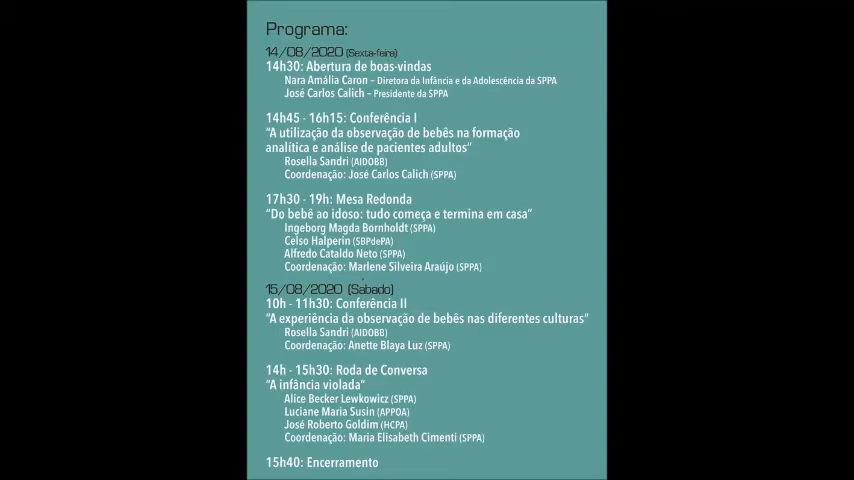 Programa:
14/08/2020 (Sexta-feira)
14h30: Abertura de boas-vindas
Nara Amália Caron – Diretora da Infância e da Adolescência da SPPA
José Carlos Calich – Presidente da SPPA
14h45 - 16h15: Conferência I
"A utilização da observação de bebês na formação
analítica e análise de pacientes adultos"
Rosella Sandri (AIDOBB)
Coordenação: José Carlos Calich (SPPA)
17h30 - 19h: Mesa Redonda
"Do bebê ao idoso: tudo começa e termina em casa"
Ingeborg Magda Bornholdt (SPPA)
Celso Halperin (SBPdePA)
Alfredo Cataldo Neto (SPPA)
Coordenação: Marlene Silveira Araújo (SPPA)
15/08/2020 (Sábado)
10h - 11h30: Conferência II
"A experiência da observação de bebês nas diferentes culturas"
Rosella Sandri (AIDOBB)
Coordenação: Anette Blaya Luz (SPPA)
14h - 15h30: Roda de Conversa
"A infância violada"
Alice Becker Lewkowicz (SPPA)
Luciane Maria Susin (APPOA)
José Roberto Goldim (HCPA)
Coordenação: Maria Elisabeth Cimenti (SPPA)
15h40: Encerramento